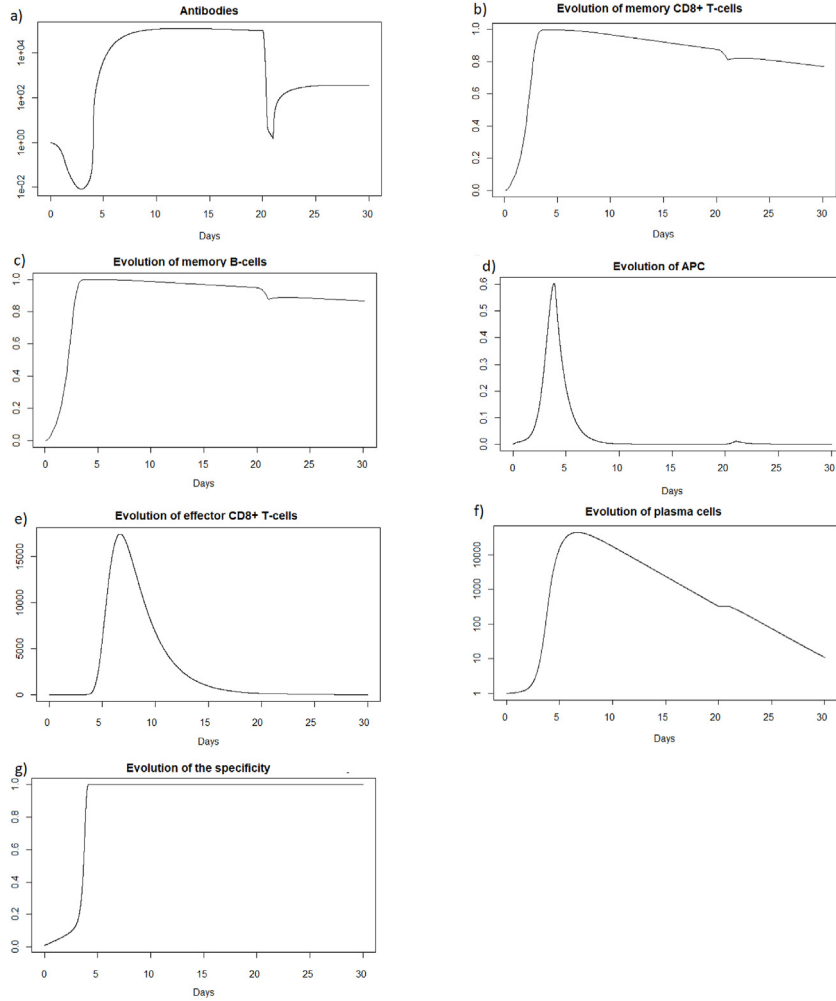 a)
Antibodies
1e+04
1e+02
1e+00
1e-02
0 5 10 15 20 25 30
Days
b)
Evolution of memory CD8+ T-cells
1.0
0.8
0.6
0.4
0.2
0.0
0 5 10 15 20 25 30
Days
c)
Evolution of memory B-cells
1.0
0.8
0.6
0.4
0.2
0.0
0 5 10 15 20 25 30
Days
d)
Evolution of APC
0.6
0.5
0.4
0.3
0.2
0.1
0.0
0 5 10 15 20 25 30
Days
e)
Evolution of effector CD8+ T-cells
15000
10000
5000
0
0 5 10 15 20 25 30
Days
f)
Evolution of plasma cells
10000
1000
100
10
1
0 5 10 15 20 25 30
Days
g)
Evolution of the specificity
1.0
0.8
0.6
0.4
0.2
0.0
0 5 10 15 20 25 30
Days